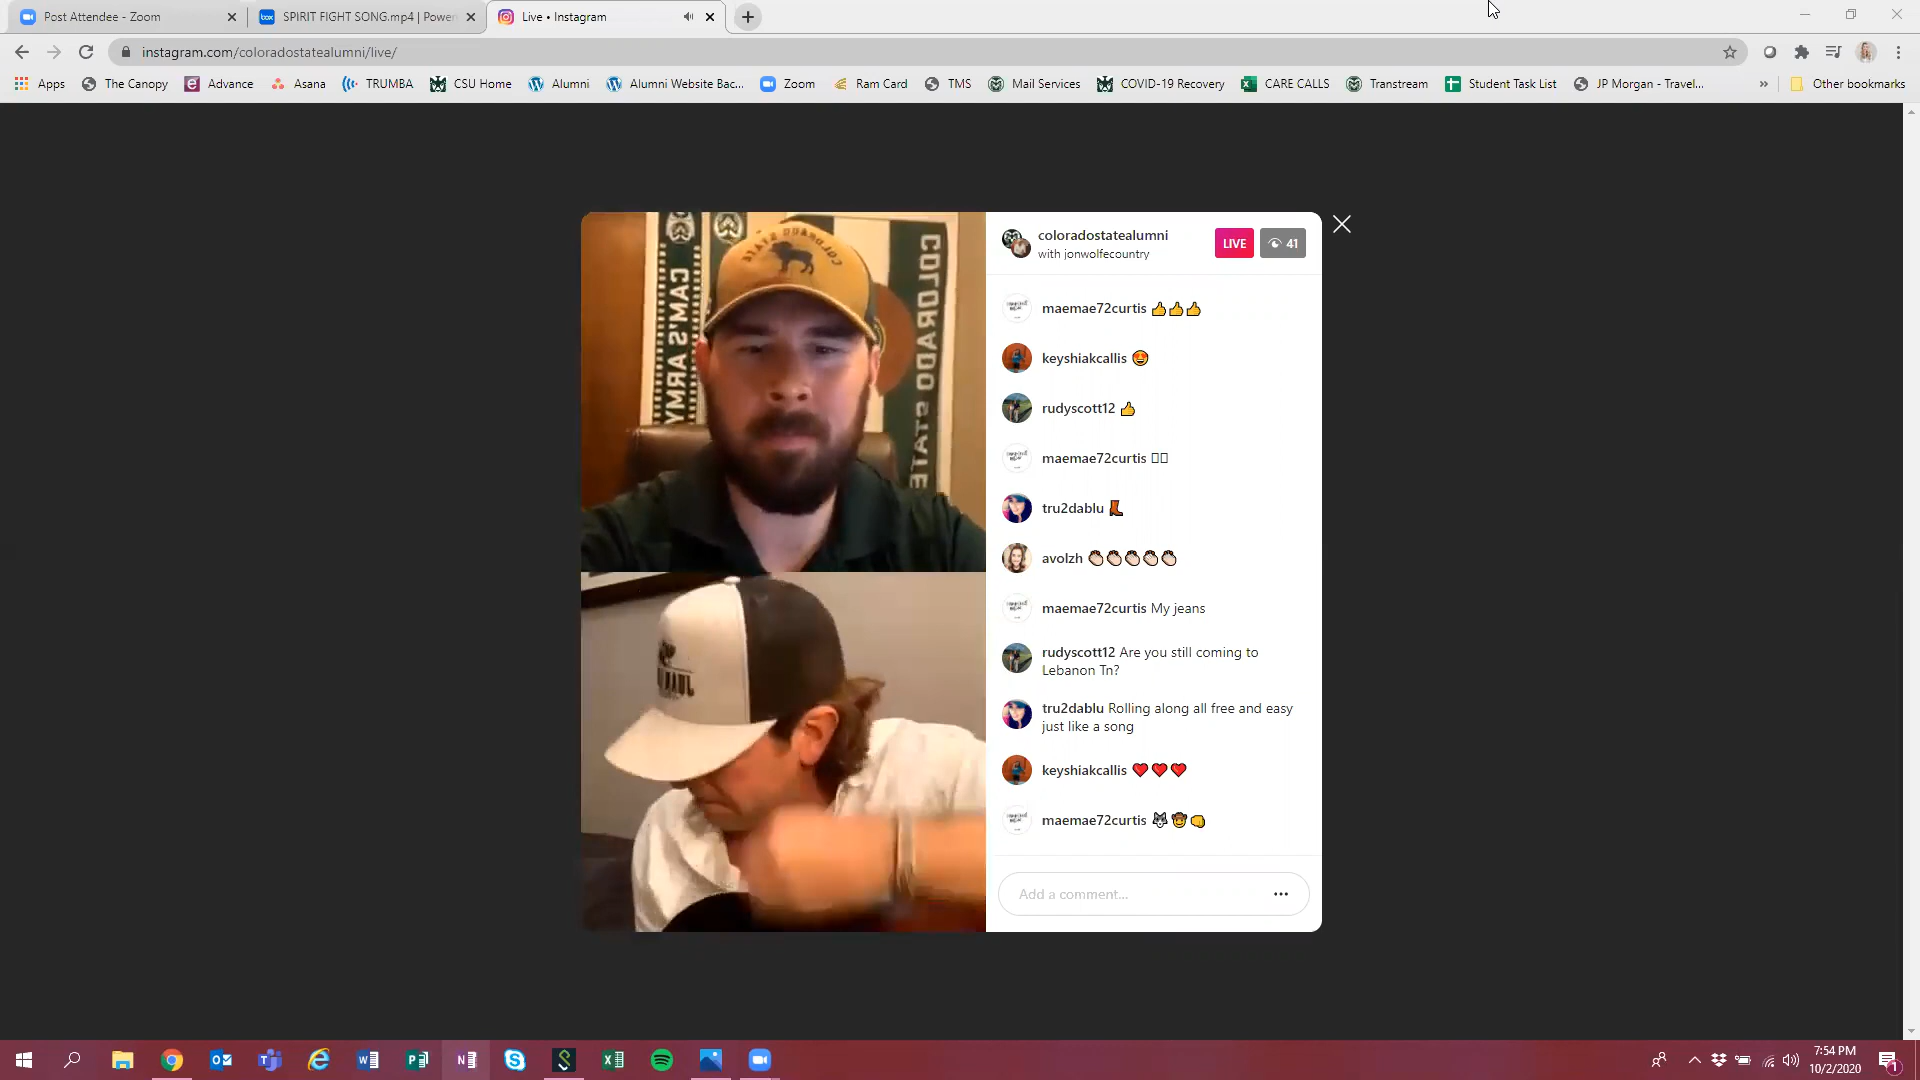 Post Attendee - Zoom
SPIRIT FIGHT SONG.mp4 | Power
Live • Instagram
instagram.com/coloradostatealumni/live/
Apps
The Canopy
Advance
Asana
TRUMBA
CSU Home
Alumni
Alumni Website Bac...
Zoom
Ram Card
TMS
Mail Services
COVID-19 Recovery
CARE CALLS
Transtream
Student Task List
JP Morgan - Travel...
Other bookmarks
COLORADO STATE
CAM'S ARMY
COLORADO STATE
coloradostatealumni
with jonwolfecountry
LIVE
41
maemae72curtis 👍👍👍
keyshiakcallis 🤩
rudyscott12 👍
maemae72curtis
tru2dablu 👢
avolzh 👏🏻👏🏻👏🏻👏🏻👏🏻
maemae72curtis My jeans
rudyscott12 Are you still coming to
Lebanon Tn?
tru2dablu Rolling along all free and easy
just like a song
keyshiakcallis ❤️❤️❤️
maemae72curtis 🐺🤠👊
Add a comment...
7:54 PM
10/2/2020
1